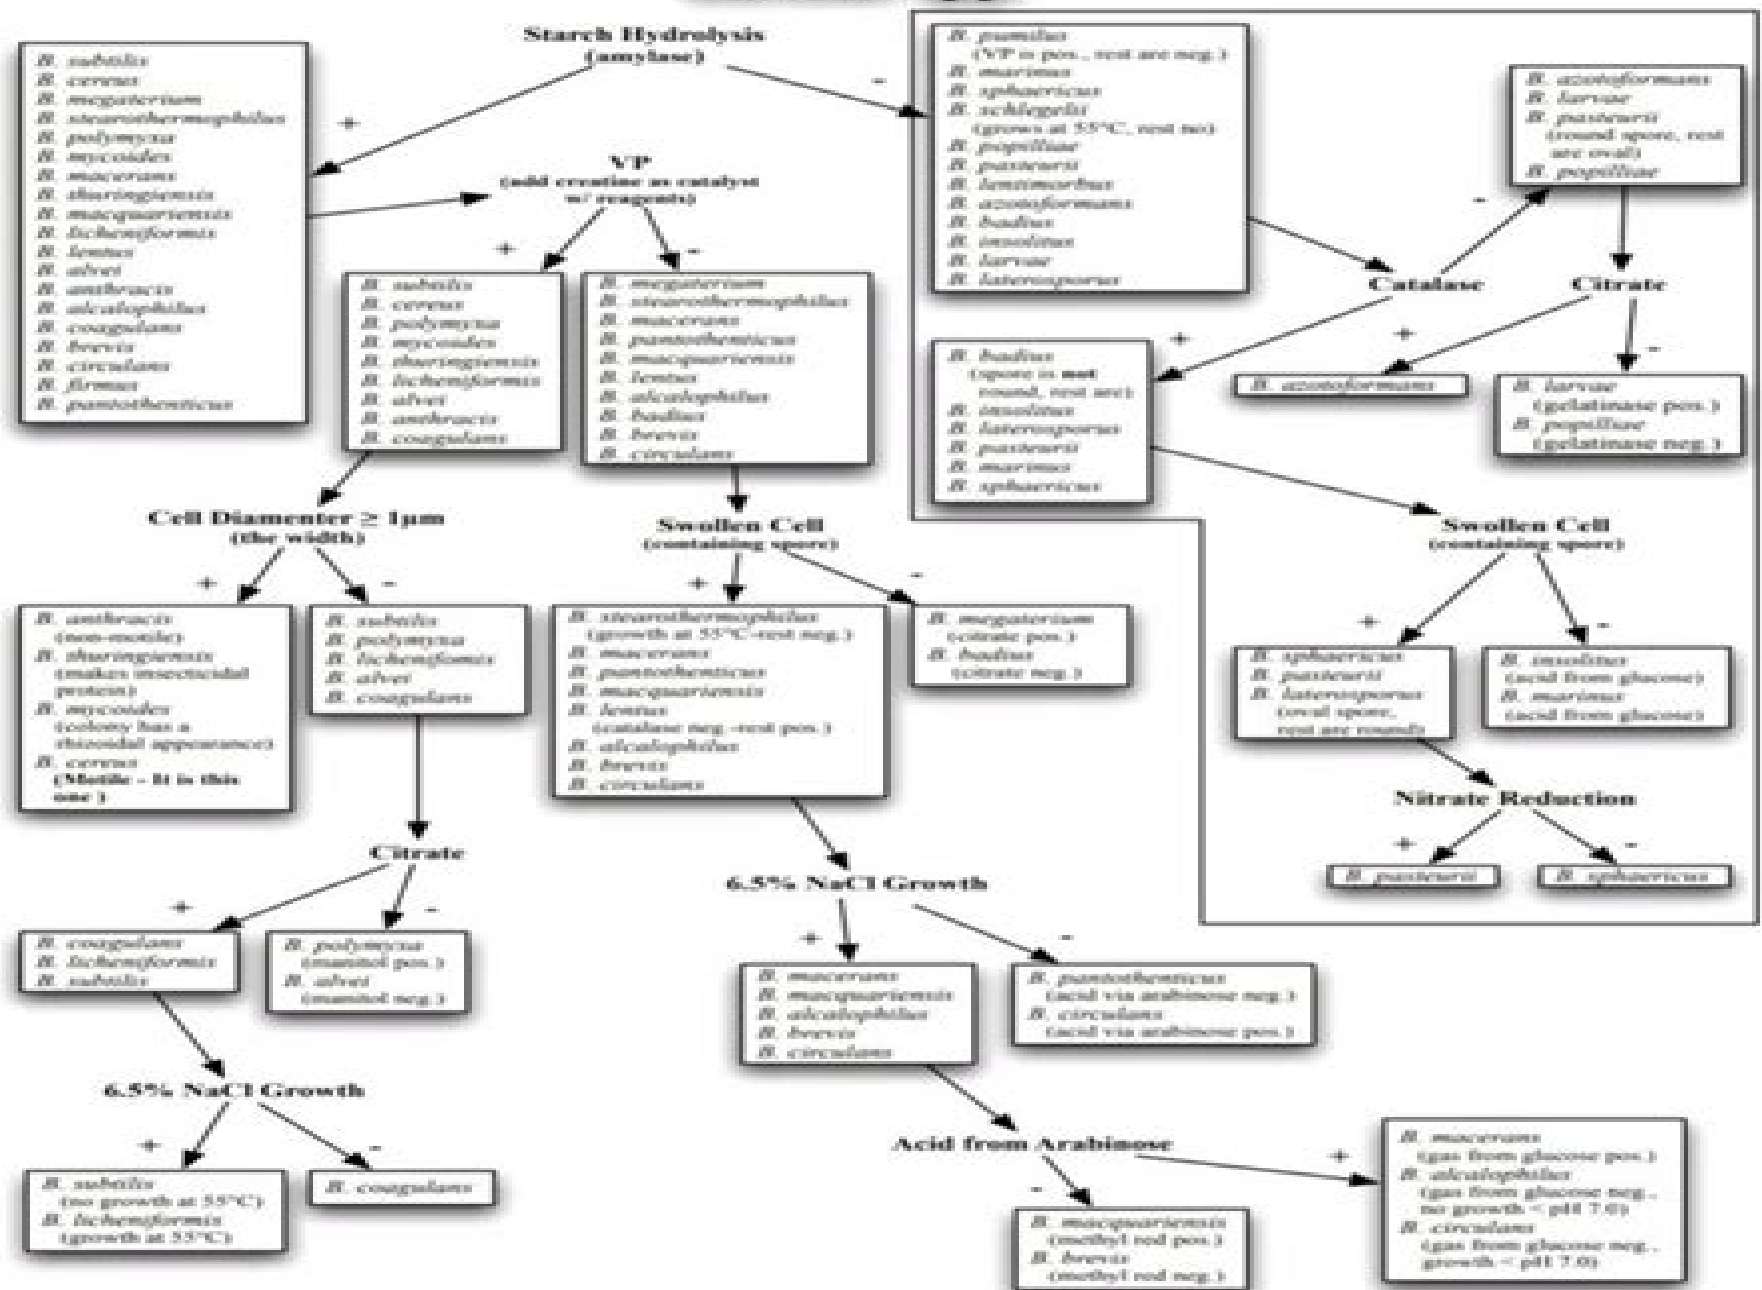 Starch Hydrolysis
(amylase)
B. subtilis
B. cereus
B. megaterium
B. stearothermophilus
B. polymyxa
B. mycoides
B. macerans
B. thuringiensis
B. macquariensis
B. licheniformis
B. lentus
B. alvei
B. anthracis
B. alcalophilus
B. coagulans
B. brevis
B. circulans
B. firmus
B. pantothenticus
+
-
VP
(add creatine as catalyst
w/ reagents)
+
-
B. subtilis
B. cereus
B. polymyxa
B. mycoides
B. thuringiensis
B. licheniformis
B. alvei
B. anthracis
B. coagulans
B. megaterium
B. stearothermophilus
B. macerans
B. pantothenticus
B. macquariensis
B. lentus
B. alcalophilus
B. badius
B. brevis
B. circulans
Cell Diamenter ≥ 1μm
(the width)
+
-
B. anthracis
(non-motile)
B. thuringiensis
(makes insecticidal
protein)
B. mycoides
(colony has a
rhizoidal appearance)
B. cereus
(Motile - It is this
one )
B. subtilis
B. polymyxa
B. licheniformis
B. alvei
B. coagulans
Citrate
+
-
B. coagulans
B. licheniformis
B. subtilis
B. polymyxa
(manitol pos.)
B. alvei
(manitol neg.)
6.5% NaCl Growth
+
-
B. subtilis
(no growth at 55°C)
B. licheniformis
(growth at 55°C)
B. coagulans
Swollen Cell
(containing spore)
+
-
B. stearothermophilus
(growth at 55°C-rest neg.)
B. macerans
B. pantothenticus
B. macquariensis
B. lentus
(catalase neg -rest pos.)
B. alcalophilus
B. brevis
B. circulans
B. megaterium
(citrate pos.)
B. badius
(citrate neg.)
6.5% NaCl Growth
+
-
B. macerans
B. macquariensis
B. alcalophilus
B. brevis
B. circulans
B. pantothenticus
(acid via arabinose neg.)
B. circulans
(acid via arabinose pos.)
Acid from Arabinose
-
+
B. macquariensis
(methyl red pos.)
B. brevis
(methyl red neg.)
B. macerans
(gas from glucose pos.)
B. alcalophilus
(gas from glucose neg.,
no growth < pH 7.0)
B. circulans
(gas from glucose neg.,
growth < pH 7.0)
B. pumilus
(VP is pos., rest are neg.)
B. marinus
B. sphaericus
B. schlegelii
(grows at 55°C, rest no)
B. popilliae
B. pasteurii
B. lentimorbus
B. azotoformans
B. badius
B. insolitus
B. larvae
B. laterosporus
Catalase
+
-
B. azotoformans
B. larvae
B. pasteurii
(round spore, rest
are oval)
B. popilliae
Citrate
+
-
B. azotoformans
B. larvae
(gelatinase pos.)
B. popilliae
(gelatinase neg.)
B. badius
(spore is not
round, rest are)
B. insolitus
B. laterosporus
B. pasteurii
B. marinus
B. sphaericus
Swollen Cell
(containing spore)
+
-
B. sphaericus
B. pasteurii
B. laterosporus
(oval spore,
rest are round)
B. insolitus
(acid from glucose)
B. marinus
(acid from glucose)
Nitrate Reduction
+
-
B. pasteurii
B. sphaericus